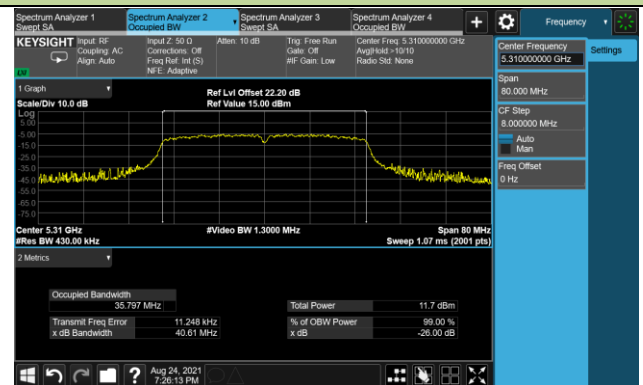 Spectrum Analyzer 1
Swept SA
Spectrum Analyzer 2
Occupied BW
Spectrum Analyzer 3
Swept SA
Spectrum Analyzer 4
Occupied BW
+
Frequency
KEYSIGHT
Input: RF
Coupling: AC
Align: Auto
Input Z: 50 Ω
Corrections: Off
Freq Ref: Int (S)
NFE: Adaptive
Atten: 10 dB
Trig: Free Run
Gate: Off
#IF Gain: Low
Center Freq: 5.310000000 GHz
Avg|Hold:>10/10
Radio Std: None
Center Frequency
5.310000000 GHz
Settings
Span
80.000 MHz
CF Step
8.000000 MHz
Auto
Man
Freq Offset
0 Hz
1 Graph
Scale/Div 10.0 dB
Ref Lvl Offset 22.20 dB
Ref Value 15.00 dBm
Log
5.00
-5.00
-15.0
-25.0
-35.0
-45.0
-55.0
-65.0
-75.0
Center 5.31 GHz
#Res BW 430.00 kHz
#Video BW 1.3000 MHz
Span 80 MHz
Sweep 1.07 ms (2001 pts)
2 Metrics
Occupied Bandwidth
35.797 MHz
Total Power 11.7 dBm
Transmit Freq Error 11.248 kHz
% of OBW Power 99.00 %
x dB Bandwidth 40.61 MHz
x dB -26.00 dB
?
Aug 24, 2021
7:26:13 PM